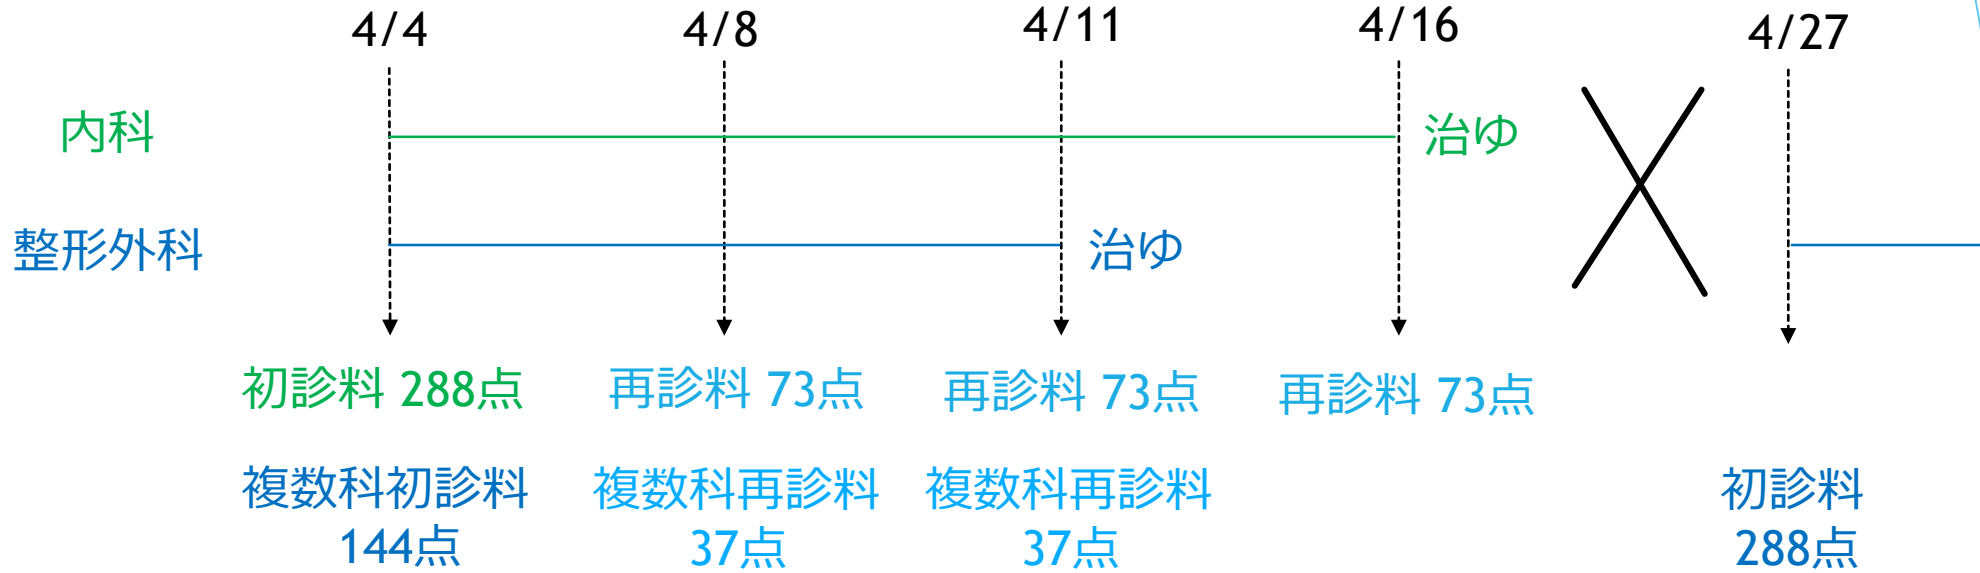 4/4
4/8
4/11
4/16
4/27
内科
治ゆ
整形外科
治ゆ
初診料 288点
再診料 73点
再診料 73点
再診料 73点
複数科初診料
144点
複数科再診料
37点
複数科再診料
37点
初診料
288点